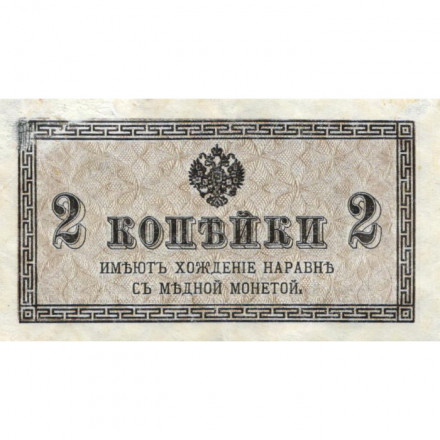 2 КОПѢЙКИ 2
ИМѢЮТЪ ХОЖДЕНІЕ НАРАВНѢ
СЪ МѢДНОЙ МОНЕТОЙ.